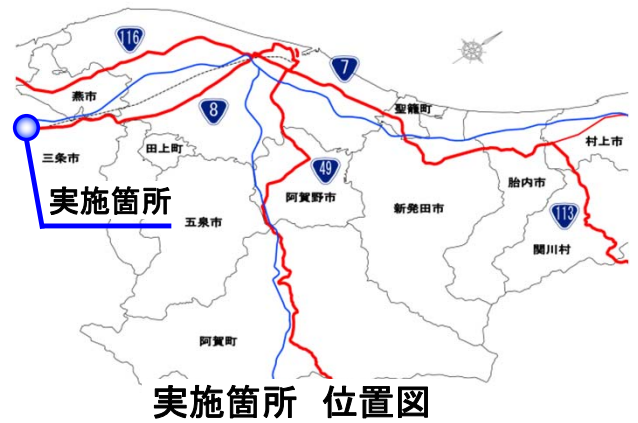 116
7
燕市
8
聖籠町
三条市
田上町
49
村上市
実施箇所
五泉市
阿賀野市
新発田市
胎内市
113
関川村
阿賀町
実施箇所 位置図